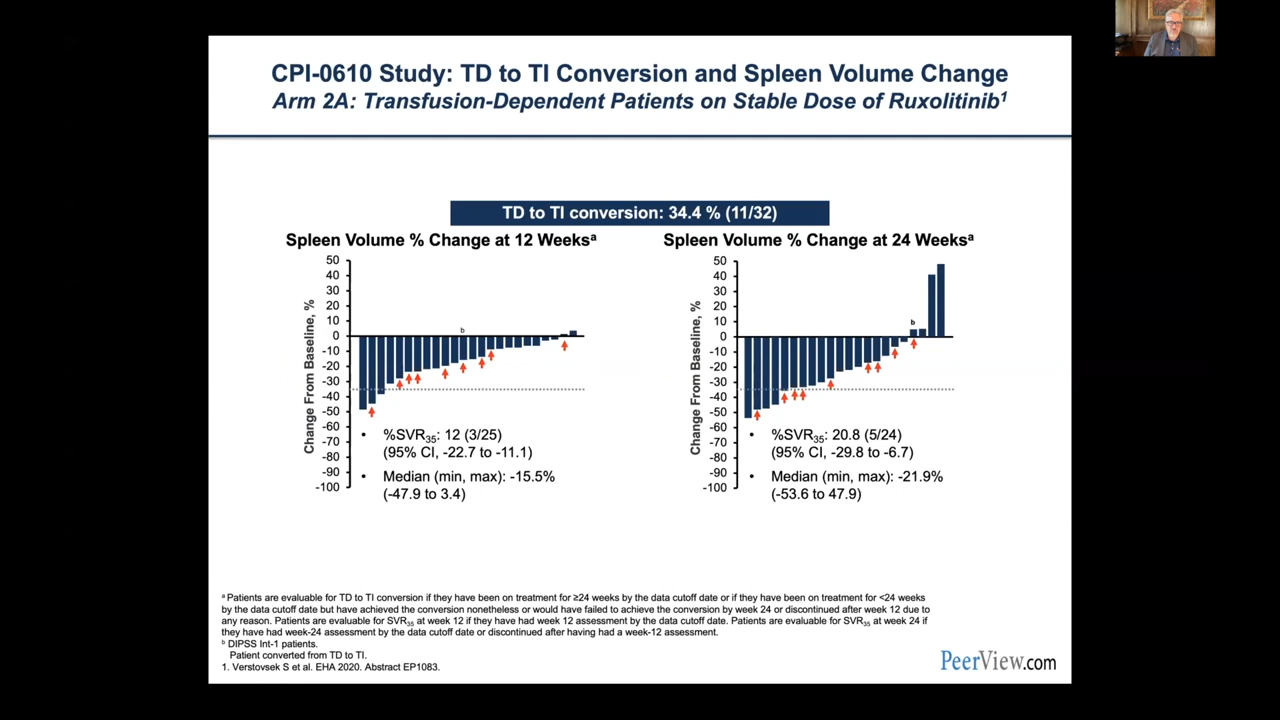 CPI-0610 Study: TD to TI Conversion and Spleen Volume Change
Arm 2A: Transfusion-Dependent Patients on Stable Dose of Ruxolitinib¹
TD to TI conversion: 34.4 % (11/32)
Spleen Volume % Change at 12 Weeksᵃ
Change From Baseline, %
50
40
30
20
10
0
-10
-20
-30
-40
-50
-60
-70
-80
-90
-100
b
• %SVR₃₅: 12 (3/25)
(95% CI, -22.7 to -11.1)
• Median (min, max): -15.5%
(-47.9 to 3.4)
Spleen Volume % Change at 24 Weeksᵃ
Change From Baseline, %
50
40
30
20
10
0
-10
-20
-30
-40
-50
-60
-70
-80
-90
-100
b
• %SVR₃₅: 20.8 (5/24)
(95% CI, -29.8 to -6.7)
• Median (min, max): -21.9%
(-53.6 to 47.9)
ᵃ Patients are evaluable for TD to TI conversion if they have been on treatment for ≥24 weeks by the data cutoff date or if they have been on treatment for <24 weeks
by the data cutoff date but have achieved the conversion nonetheless or would have failed to achieve the conversion by week 24 or discontinued after week 12 due to
any reason. Patients are evaluable for SVR₃₅ at week 12 if they have had week 12 assessment by the data cutoff date. Patients are evaluable for SVR₃₅ at week 24 if
they have had week-24 assessment by the data cutoff date or discontinued after having had a week-12 assessment.
ᵇ DIPSS Int-1 patients.
Patient converted from TD to TI.
1. Verstovsek S et al. EHA 2020. Abstract EP1083.
PeerView.com